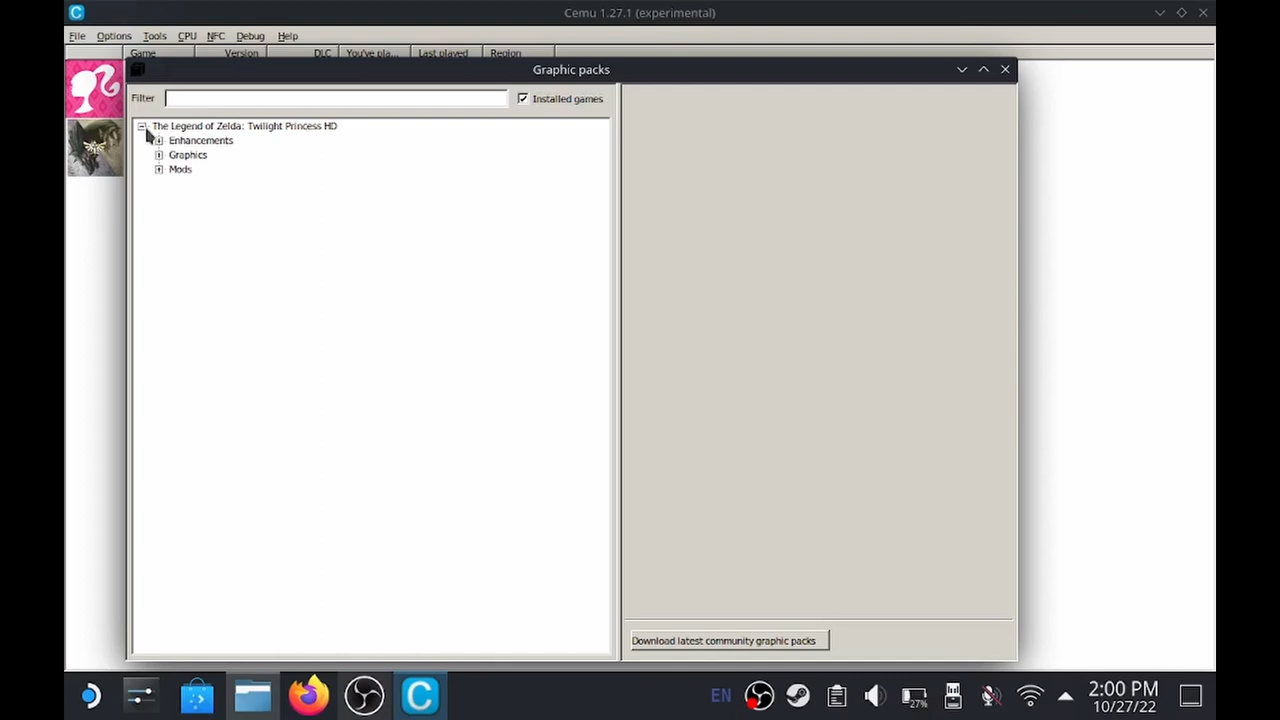 Cemu 1.27.1 (experimental)
File Options Tools CPU NFC Debug Help
Game Version DLC You've pla... Last played Region
Graphic packs
Filter Installed games
The Legend of Zelda: Twilight Princess HD
Enhancements
Graphics
Mods
Download latest community graphic packs
EN 27% 2:00 PM
10/27/22